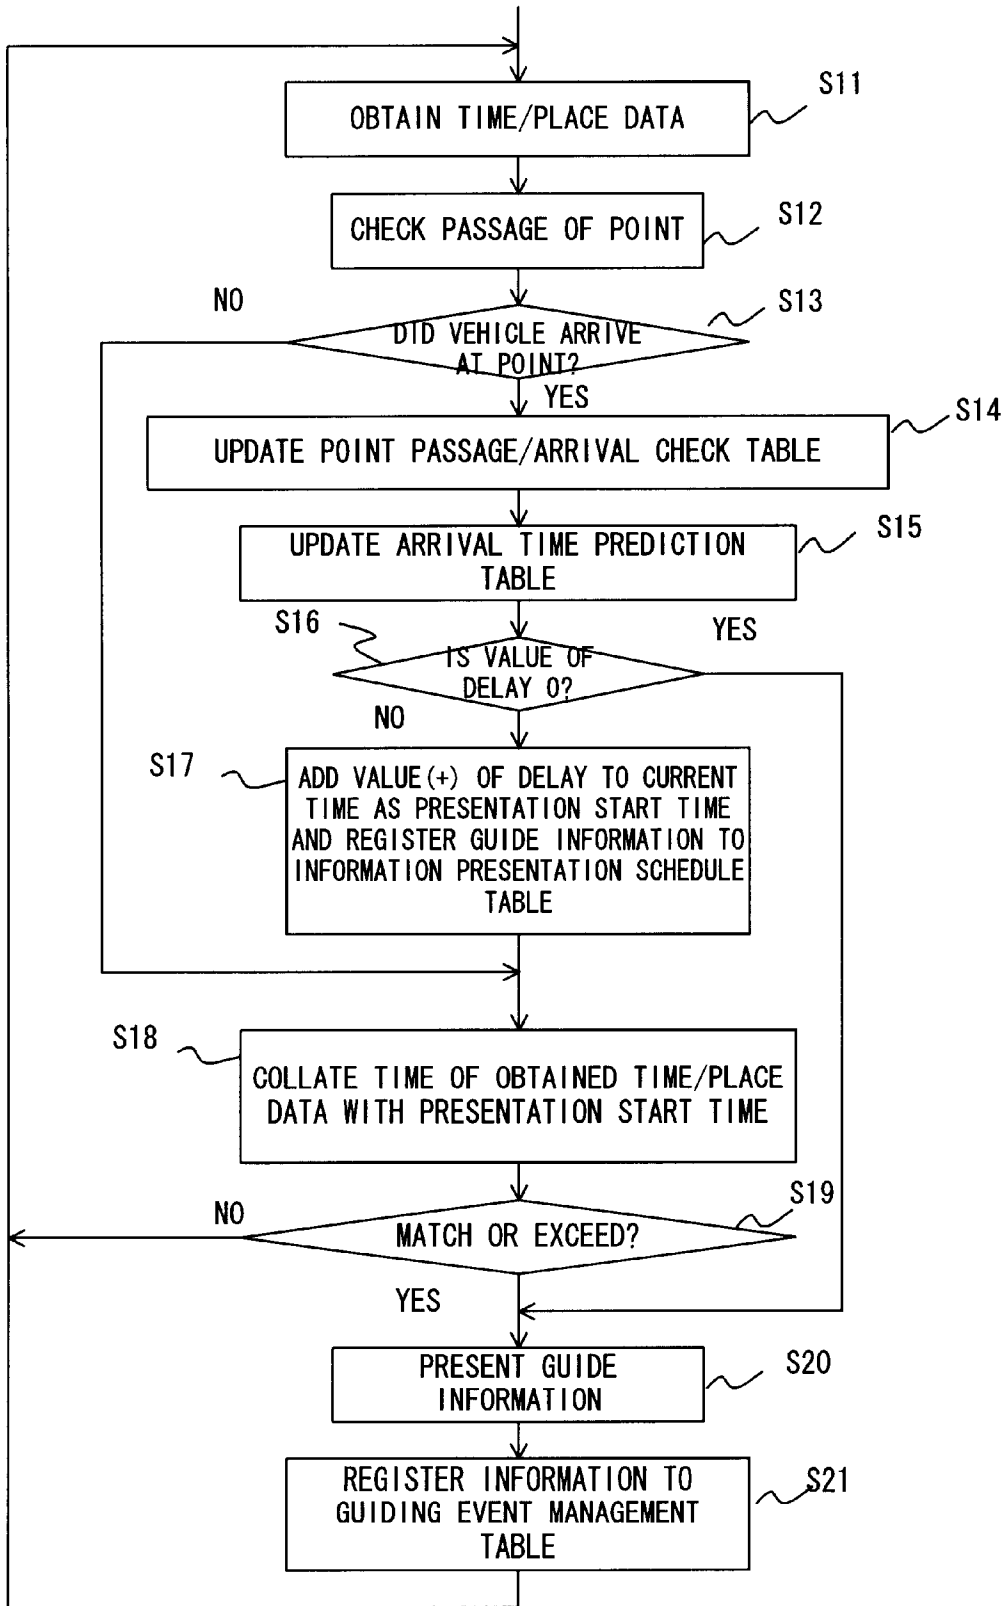 S11
OBTAIN TIME/PLACE DATA
S12
CHECK PASSAGE OF POINT
NO
S13
DID VEHICLE ARRIVE
AT POINT?
YES
S14
UPDATE POINT PASSAGE/ARRIVAL CHECK TABLE
S15
UPDATE ARRIVAL TIME PREDICTION
TABLE
S16
YES
IS VALUE OF
DELAY 0?
NO
S17
ADD VALUE(+) OF DELAY TO CURRENT
TIME AS PRESENTATION START TIME
AND REGISTER GUIDE INFORMATION TO
INFORMATION PRESENTATION SCHEDULE
TABLE
S18
COLLATE TIME OF OBTAINED TIME/PLACE
DATA WITH PRESENTATION START TIME
NO
S19
MATCH OR EXCEED?
YES
PRESENT GUIDE
INFORMATION
S20
REGISTER INFORMATION TO
GUIDING EVENT MANAGEMENT
TABLE
S21